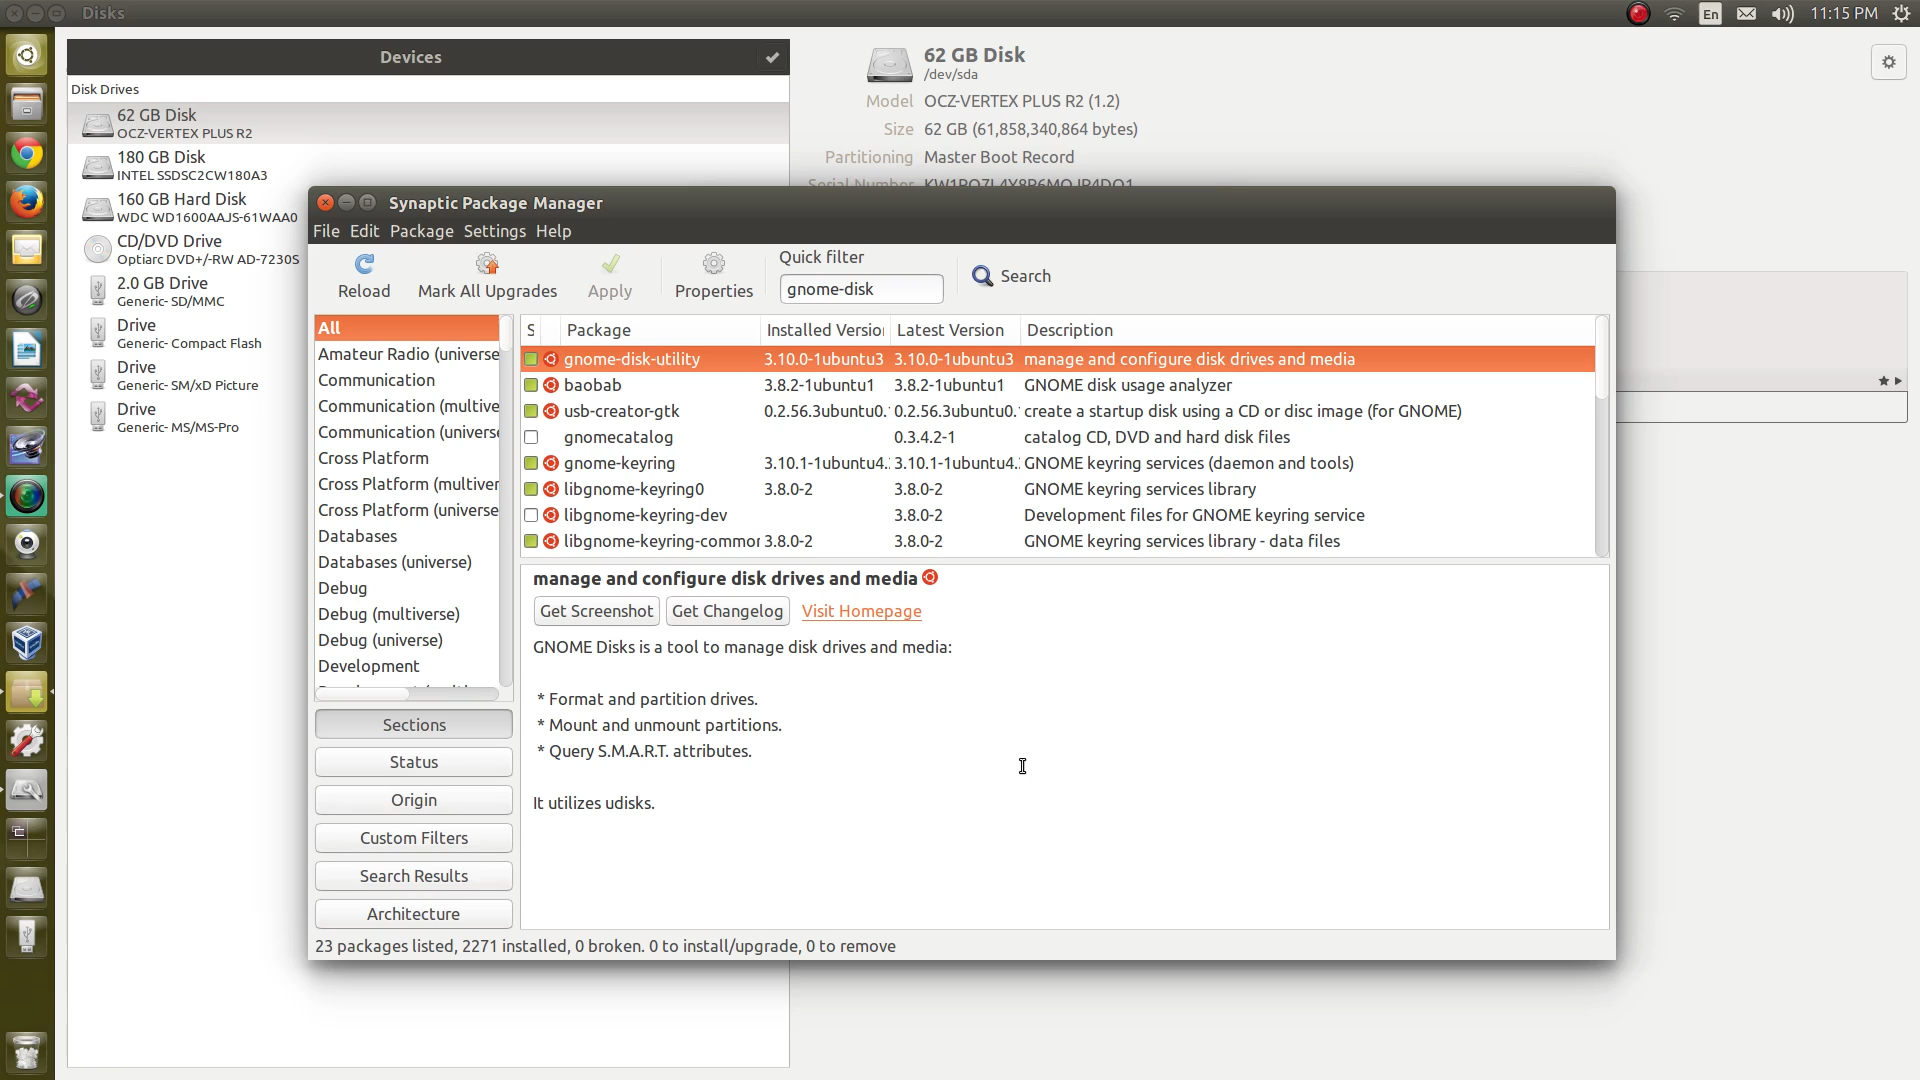 Disks
En
11:15 PM
Devices
Disk Drives
62 GB Disk
OCZ-VERTEX PLUS R2
180 GB Disk
INTEL SSDSC2CW180A3
160 GB Hard Disk
WDC WD1600AAJS-61WAA0
CD/DVD Drive
Optiarc DVD+/-RW AD-7230S
2.0 GB Drive
Generic- SD/MMC
Drive
Generic- Compact Flash
Drive
Generic- SM/xD Picture
Drive
Generic- MS/MS-Pro
62 GB Disk
/dev/sda
Model OCZ-VERTEX PLUS R2 (1.2)
Size 62 GB (61,858,340,864 bytes)
Partitioning Master Boot Record
Serial Number
Synaptic Package Manager
File Edit Package Settings Help
Reload
Mark All Upgrades
Apply
Properties
Quick filter
gnome-disk
Search
All
Amateur Radio (universe
Communication
Communication (multive
Communication (universe
Cross Platform
Cross Platform (multiver
Cross Platform (universe
Databases
Databases (universe)
Debug
Debug (multiverse)
Debug (universe)
Development
Sections
Status
Origin
Custom Filters
Search Results
Architecture
S Package Installed Versio Latest Version Description
gnome-disk-utility 3.10.0-1ubuntu3 3.10.0-1ubuntu3 manage and configure disk drives and media
baobab 3.8.2-1ubuntu1 3.8.2-1ubuntu1 GNOME disk usage analyzer
usb-creator-gtk 0.2.56.3ubuntu0. 0.2.56.3ubuntu0. create a startup disk using a CD or disc image (for GNOME)
gnomecatalog 0.3.4.2-1 catalog CD, DVD and hard disk files
gnome-keyring 3.10.1-1ubuntu4. 3.10.1-1ubuntu4. GNOME keyring services (daemon and tools)
libgnome-keyring0 3.8.0-2 3.8.0-2 GNOME keyring services library
libgnome-keyring-dev 3.8.0-2 Development files for GNOME keyring service
libgnome-keyring-commor 3.8.0-2 3.8.0-2 GNOME keyring services library - data files
manage and configure disk drives and media
Get Screenshot Get Changelog Visit Homepage
GNOME Disks is a tool to manage disk drives and media:
* Format and partition drives.
* Mount and unmount partitions.
* Query S.M.A.R.T. attributes.
It utilizes udisks.
23 packages listed, 2271 installed, 0 broken. 0 to install/upgrade, 0 to remove